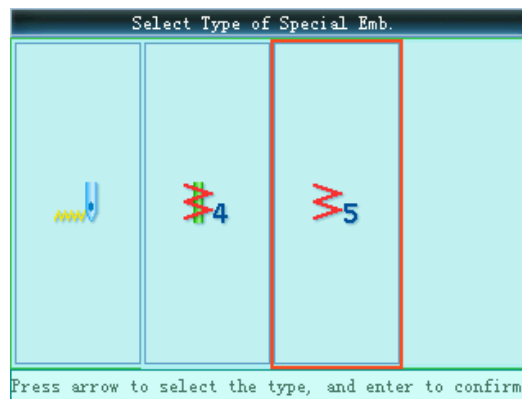 Select Type of Special Emb.
4
5
Press arrow to select the type, and enter to confirm